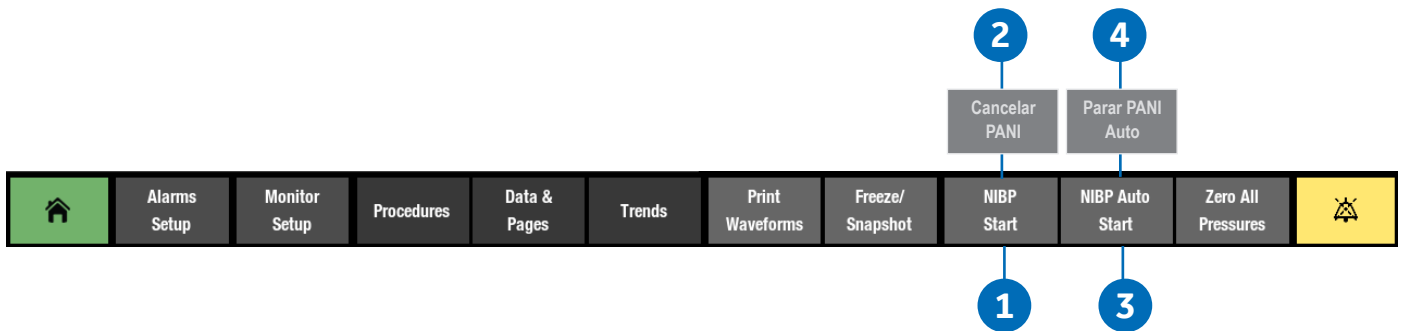 2
4
Cancelar
PANI
Parar PANI
Auto
Alarms
Setup
Monitor
Setup
Procedures
Data &
Pages
Trends
Print
Waveforms
Freeze/
Snapshot
NIBP
Start
NIBP Auto
Start
Zero All
Pressures
1
3